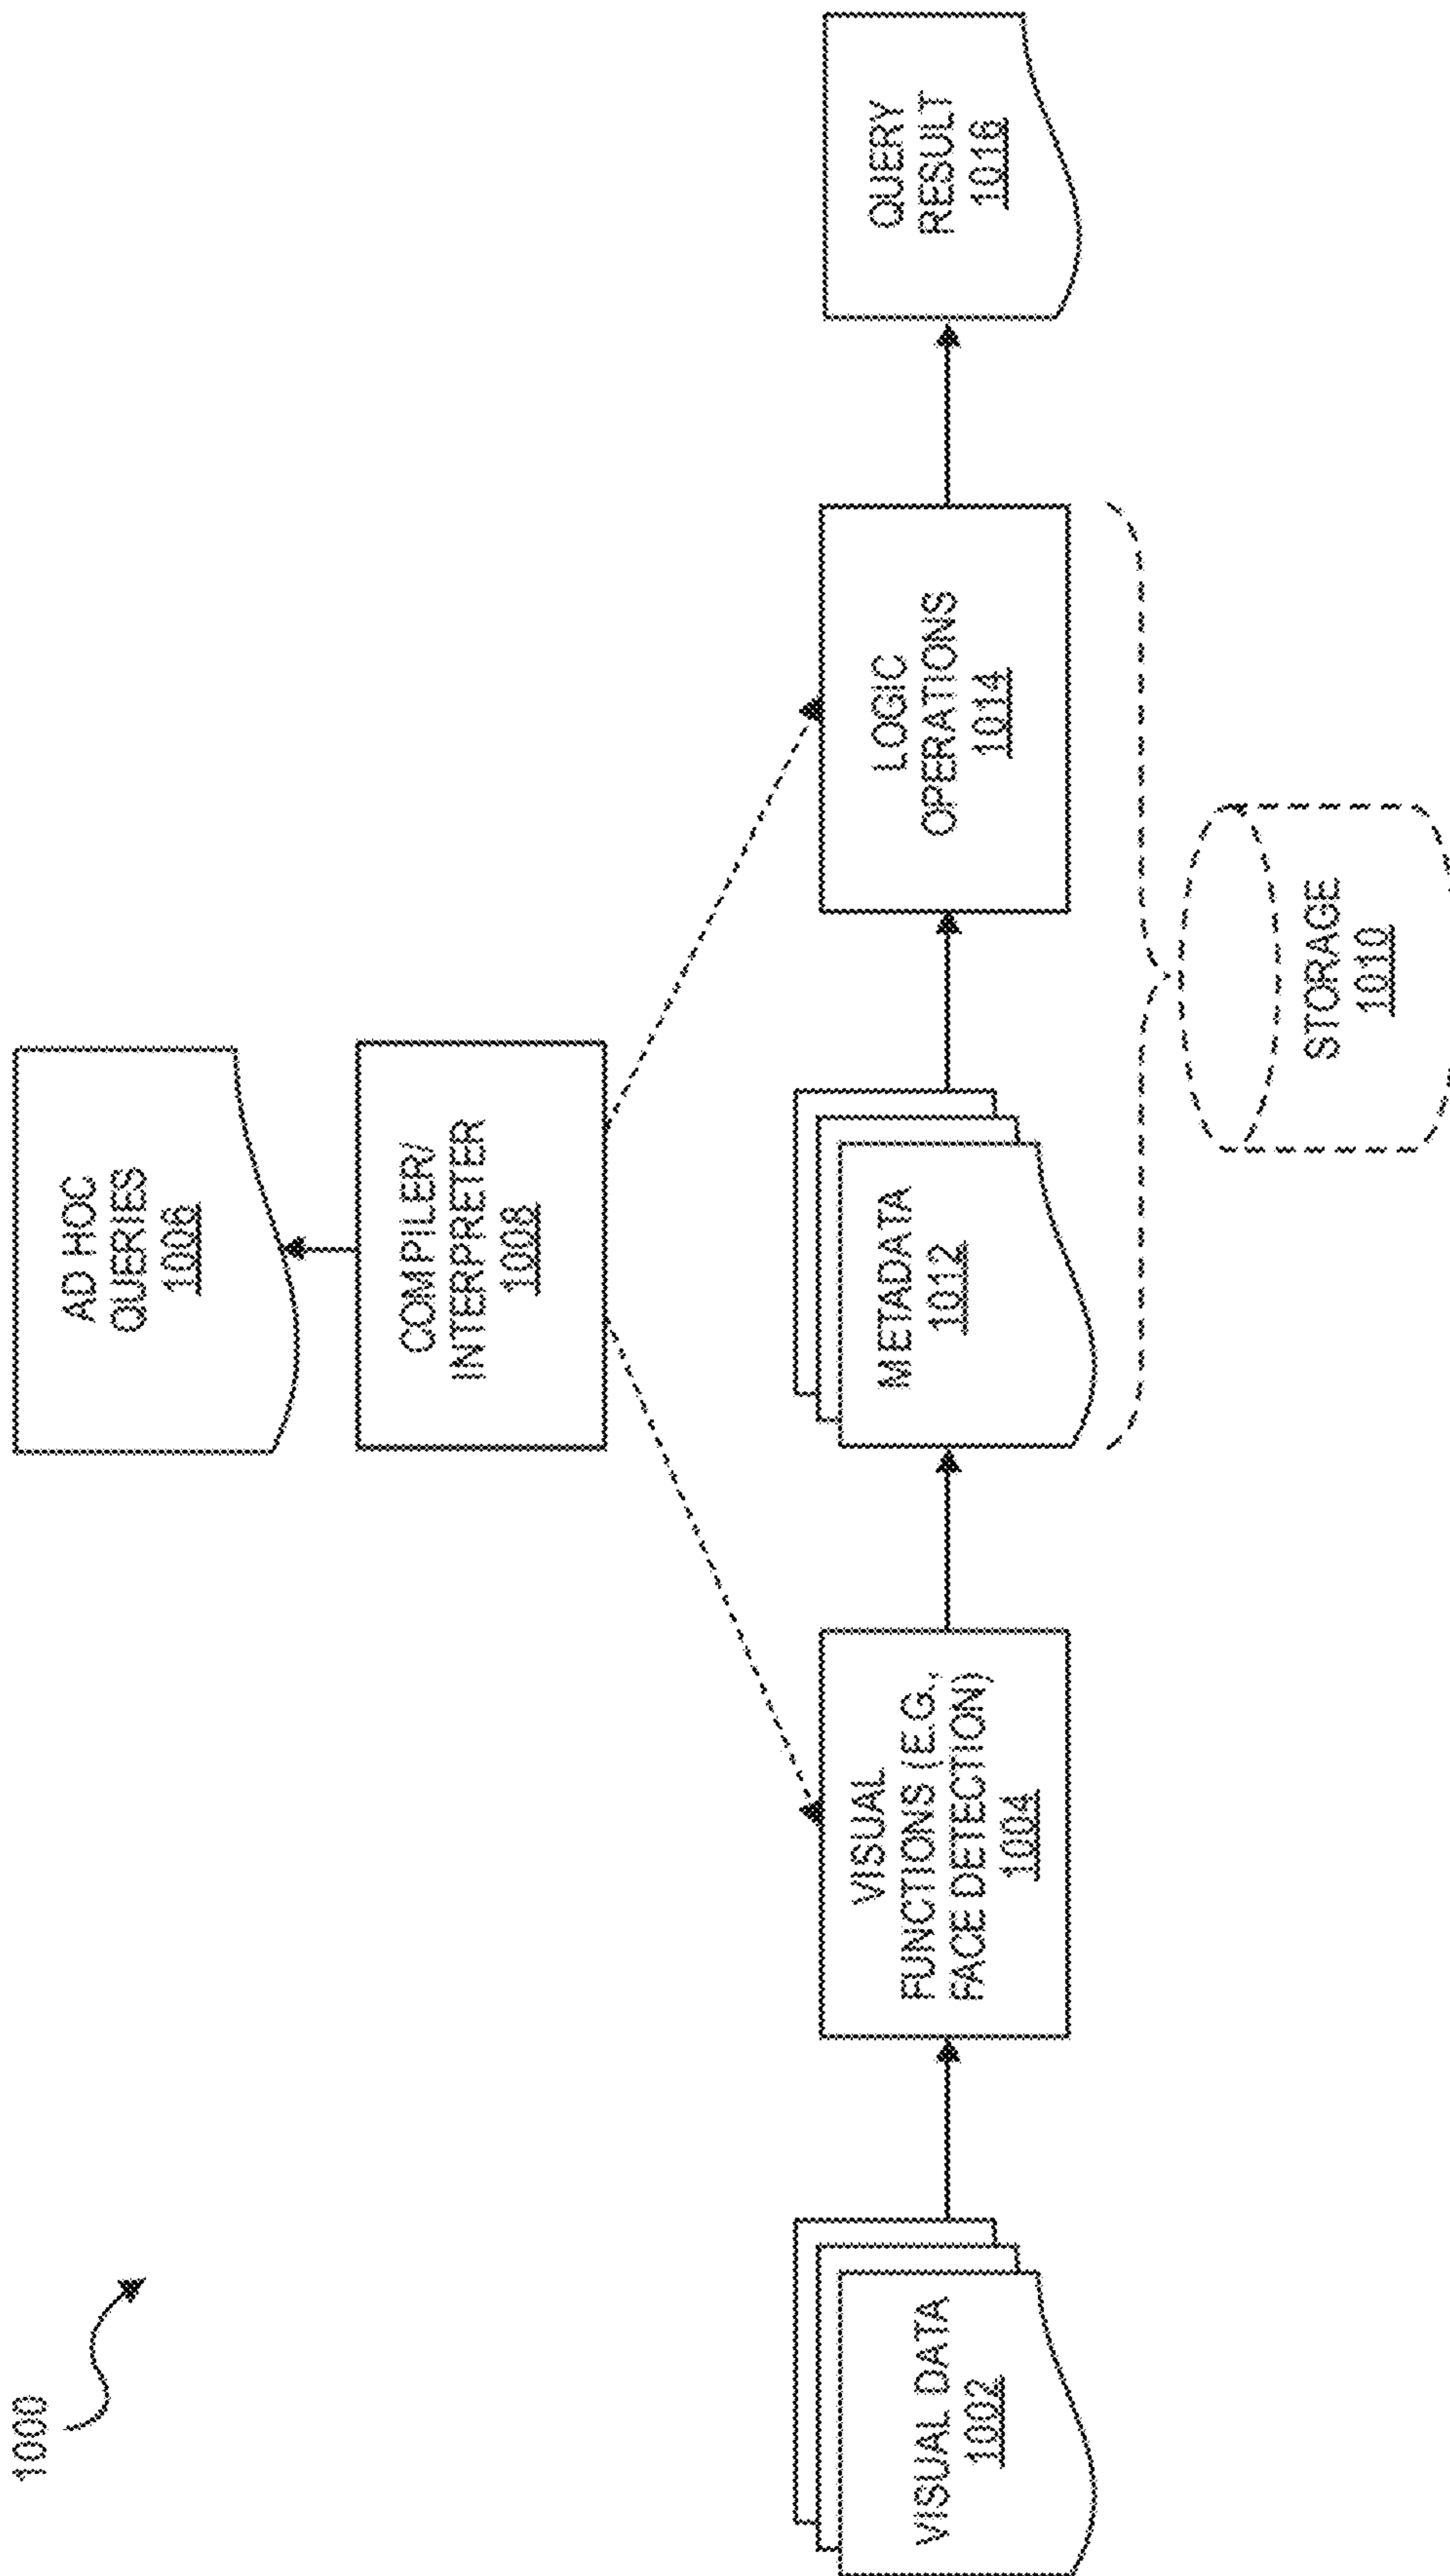 1000
AD HOC
QUERIES
1006
COMPILER/
INTERPRETER
1008
VISUAL DATA
1002
VISUAL
FUNCTIONS (E.G.,
FACE DETECTION)
1004
METADATA
1012
LOGIC
OPERATIONS
1014
QUERY
RESULT
1016
STORAGE
1010